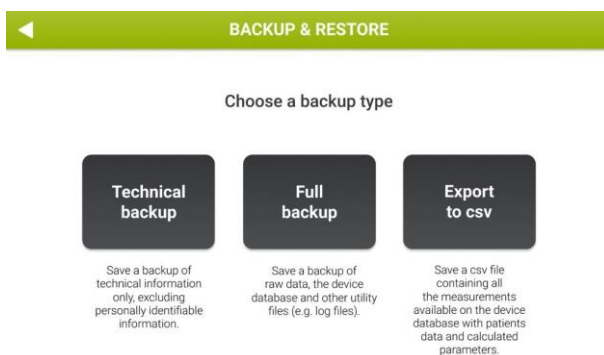 BACKUP & RESTORE
Choose a backup type
Technical
backup
Full
backup
Export
to csv
Save a backup of
technical information
only, excluding
personally identifiable
information.
Save a backup of
raw data, the device
database and other utility
files (e.g. log files).
Save a csv file
containing all
the measurements
available on the device
database with patients
data and calculated
parameters.